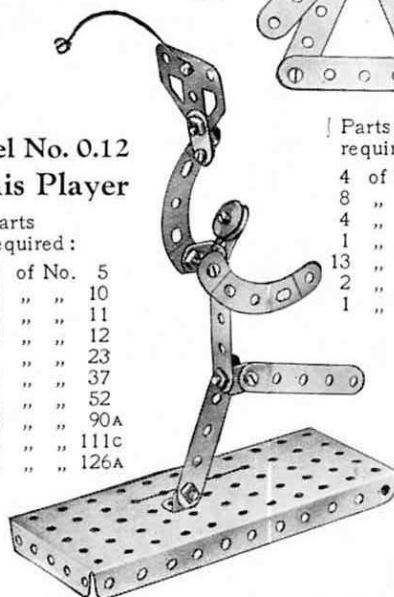 el No. 0.12
is Player
arts
equired :
of No. 5
„ „ 10
„ „ 11
„ „ 12
„ „ 23
„ „ 37
„ „ 52
„ „ 90A
„ „ 111C
„ „ 126A
Parts
requir
4 of
8 „
4 „
1 „
13 „
2 „
1 „